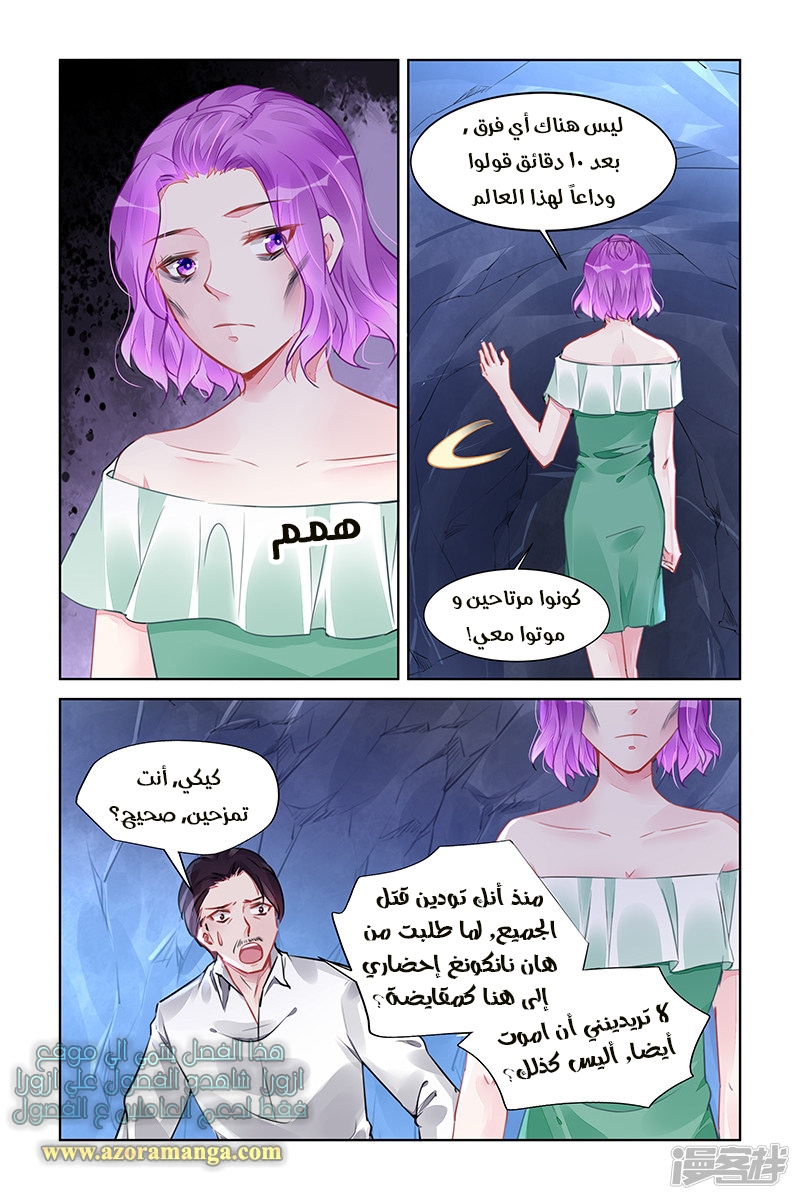 ليس هناك أي فرق ,
بعد ١٠ دقائق قولوا
وداعاً لهذا العالم
كونوا مرتاحين و
موتوا معي!
همم
كيكي, أنت
تمزحين, صحيح؟
منذ أنك تودين قتل
الجميع, لما طلبت من
هان نانكونغ إحضاري
إلى هنا كمقايضة؟
لا تريدينني أن اموت
أيضا, أليس كذلك؟
هذا الفصل ينتمي الي موقع
ازورا شاهدو الفصول علي ازورا
فقط لدعم العاملين ع الفصول
www.azoramanga.com
漫客栈